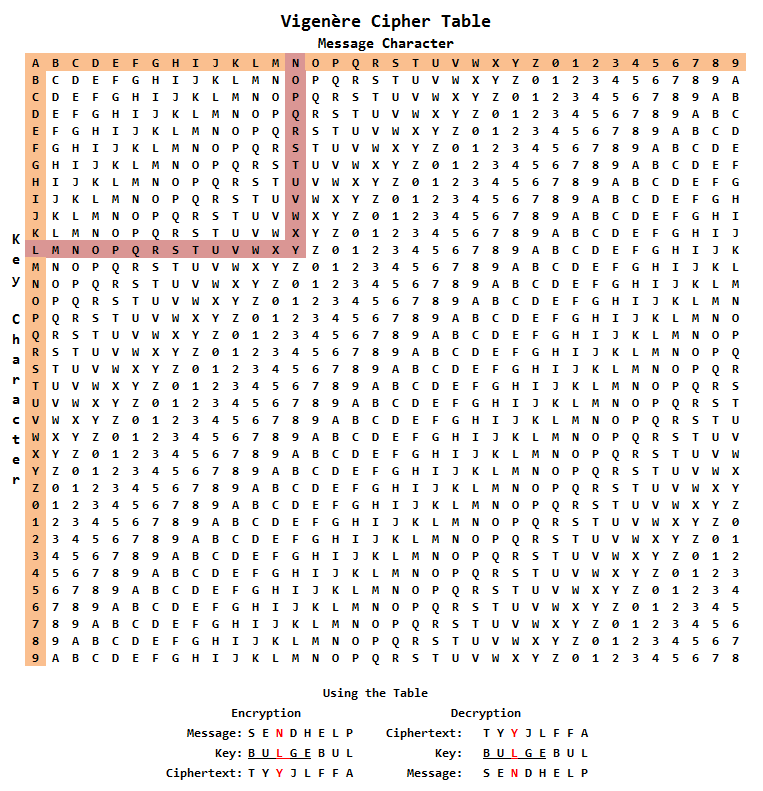 Vigenère Cipher Table
Message Character
A B C D E F G H I J K L M N O P Q R S T U V W X Y Z 0 1 2 3 4 5 6 7 8 9
B C D E F G H I J K L M N O P Q R S T U V W X Y Z 0 1 2 3 4 5 6 7 8 9 A
C D E F G H I J K L M N O P Q R S T U V W X Y Z 0 1 2 3 4 5 6 7 8 9 A B
D E F G H I J K L M N O P Q R S T U V W X Y Z 0 1 2 3 4 5 6 7 8 9 A B C
E F G H I J K L M N O P Q R S T U V W X Y Z 0 1 2 3 4 5 6 7 8 9 A B C D
F G H I J K L M N O P Q R S T U V W X Y Z 0 1 2 3 4 5 6 7 8 9 A B C D E
G H I J K L M N O P Q R S T U V W X Y Z 0 1 2 3 4 5 6 7 8 9 A B C D E F
H I J K L M N O P Q R S T U V W X Y Z 0 1 2 3 4 5 6 7 8 9 A B C D E F G
I J K L M N O P Q R S T U V W X Y Z 0 1 2 3 4 5 6 7 8 9 A B C D E F G H
J K L M N O P Q R S T U V W X Y Z 0 1 2 3 4 5 6 7 8 9 A B C D E F G H I
K L M N O P Q R S T U V W X Y Z 0 1 2 3 4 5 6 7 8 9 A B C D E F G H I J
L M N O P Q R S T U V W X Y Z 0 1 2 3 4 5 6 7 8 9 A B C D E F G H I J K
M N O P Q R S T U V W X Y Z 0 1 2 3 4 5 6 7 8 9 A B C D E F G H I J K L
N O P Q R S T U V W X Y Z 0 1 2 3 4 5 6 7 8 9 A B C D E F G H I J K L M
O P Q R S T U V W X Y Z 0 1 2 3 4 5 6 7 8 9 A B C D E F G H I J K L M N
P Q R S T U V W X Y Z 0 1 2 3 4 5 6 7 8 9 A B C D E F G H I J K L M N O
Q R S T U V W X Y Z 0 1 2 3 4 5 6 7 8 9 A B C D E F G H I J K L M N O P
R S T U V W X Y Z 0 1 2 3 4 5 6 7 8 9 A B C D E F G H I J K L M N O P Q
S T U V W X Y Z 0 1 2 3 4 5 6 7 8 9 A B C D E F G H I J K L M N O P Q R
T U V W X Y Z 0 1 2 3 4 5 6 7 8 9 A B C D E F G H I J K L M N O P Q R S
U V W X Y Z 0 1 2 3 4 5 6 7 8 9 A B C D E F G H I J K L M N O P Q R S T
V W X Y Z 0 1 2 3 4 5 6 7 8 9 A B C D E F G H I J K L M N O P Q R S T U
W X Y Z 0 1 2 3 4 5 6 7 8 9 A B C D E F G H I J K L M N O P Q R S T U V
X Y Z 0 1 2 3 4 5 6 7 8 9 A B C D E F G H I J K L M N O P Q R S T U V W
Y Z 0 1 2 3 4 5 6 7 8 9 A B C D E F G H I J K L M N O P Q R S T U V W X
Z 0 1 2 3 4 5 6 7 8 9 A B C D E F G H I J K L M N O P Q R S T U V W X Y
0 1 2 3 4 5 6 7 8 9 A B C D E F G H I J K L M N O P Q R S T U V W X Y Z
1 2 3 4 5 6 7 8 9 A B C D E F G H I J K L M N O P Q R S T U V W X Y Z 0
2 3 4 5 6 7 8 9 A B C D E F G H I J K L M N O P Q R S T U V W X Y Z 0 1
3 4 5 6 7 8 9 A B C D E F G H I J K L M N O P Q R S T U V W X Y Z 0 1 2
4 5 6 7 8 9 A B C D E F G H I J K L M N O P Q R S T U V W X Y Z 0 1 2 3
5 6 7 8 9 A B C D E F G H I J K L M N O P Q R S T U V W X Y Z 0 1 2 3 4
6 7 8 9 A B C D E F G H I J K L M N O P Q R S T U V W X Y Z 0 1 2 3 4 5
7 8 9 A B C D E F G H I J K L M N O P Q R S T U V W X Y Z 0 1 2 3 4 5 6
8 9 A B C D E F G H I J K L M N O P Q R S T U V W X Y Z 0 1 2 3 4 5 6 7
9 A B C D E F G H I J K L M N O P Q R S T U V W X Y Z 0 1 2 3 4 5 6 7 8
Key Character
Using the Table
Encryption
Message: S E N D H E L P
Key: B U L G E B U L
Ciphertext: T Y Y J L F F A
Decryption
Ciphertext: T Y Y J L F F A
Key: B U L G E B U L
Message: S E N D H E L P